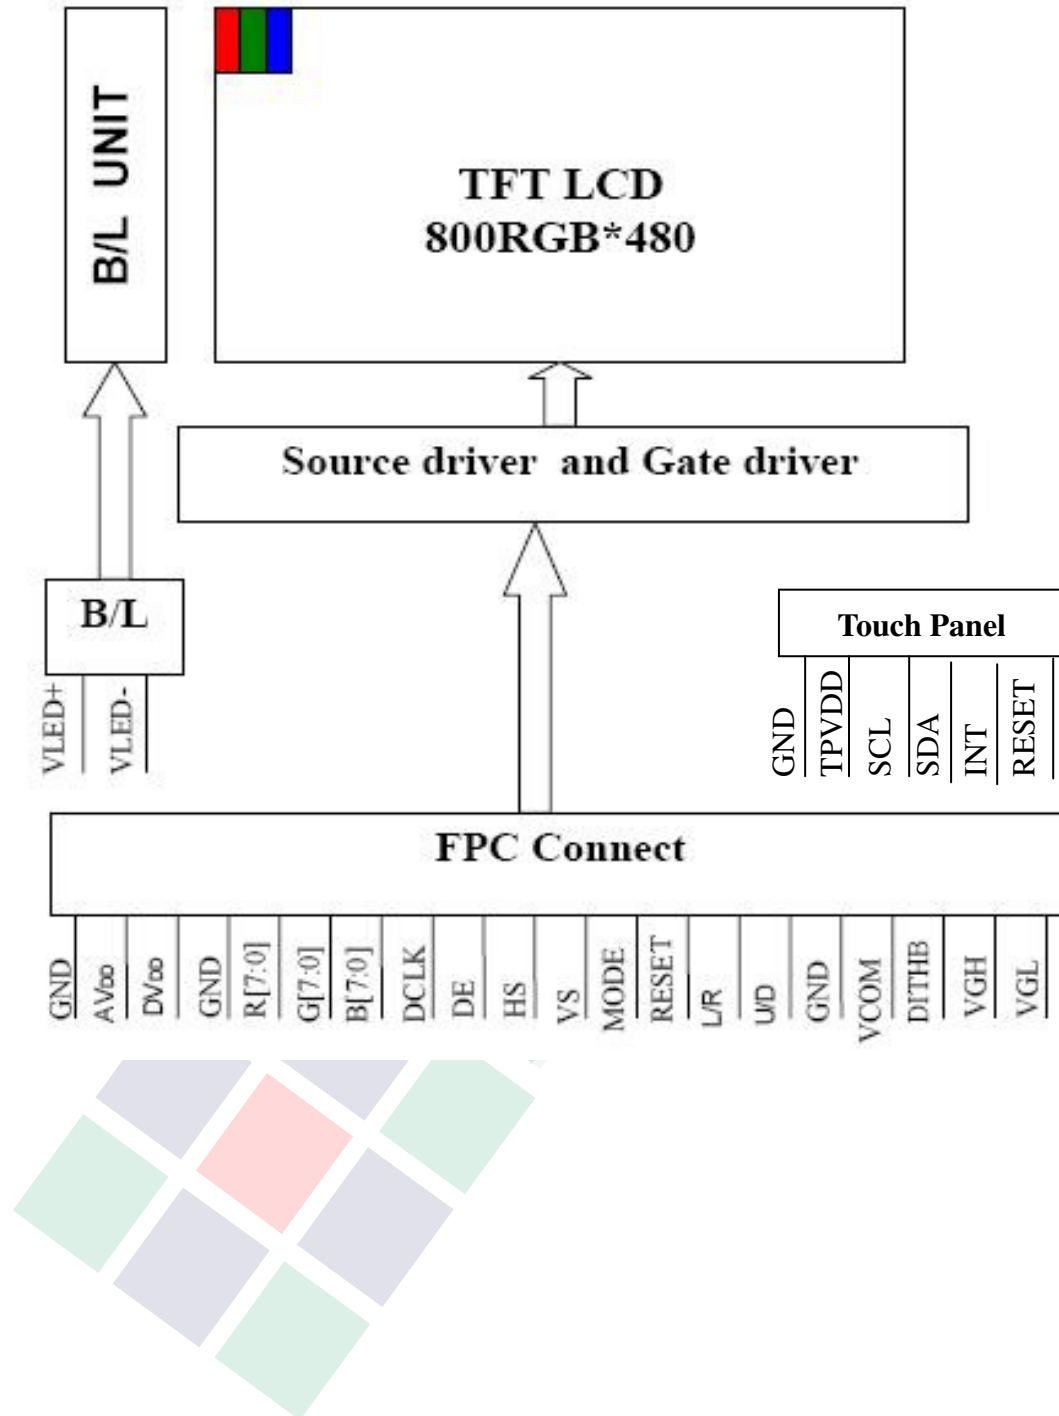 B/L UNIT
TFT LCD
800RGB*480
Source driver and Gate driver
B/L
VLED+
VLED-
Touch Panel
GND
TPVDD
SCL
SDA
INT
RESET
FPC Connect
GND
AVDD
DVDD
GND
R[7:0]
G[7:0]
B[7:0]
DCLK
DE
HS
VS
MODE
RESET
L/R
U/D
GND
VCOM
DITHB
VGH
VGL